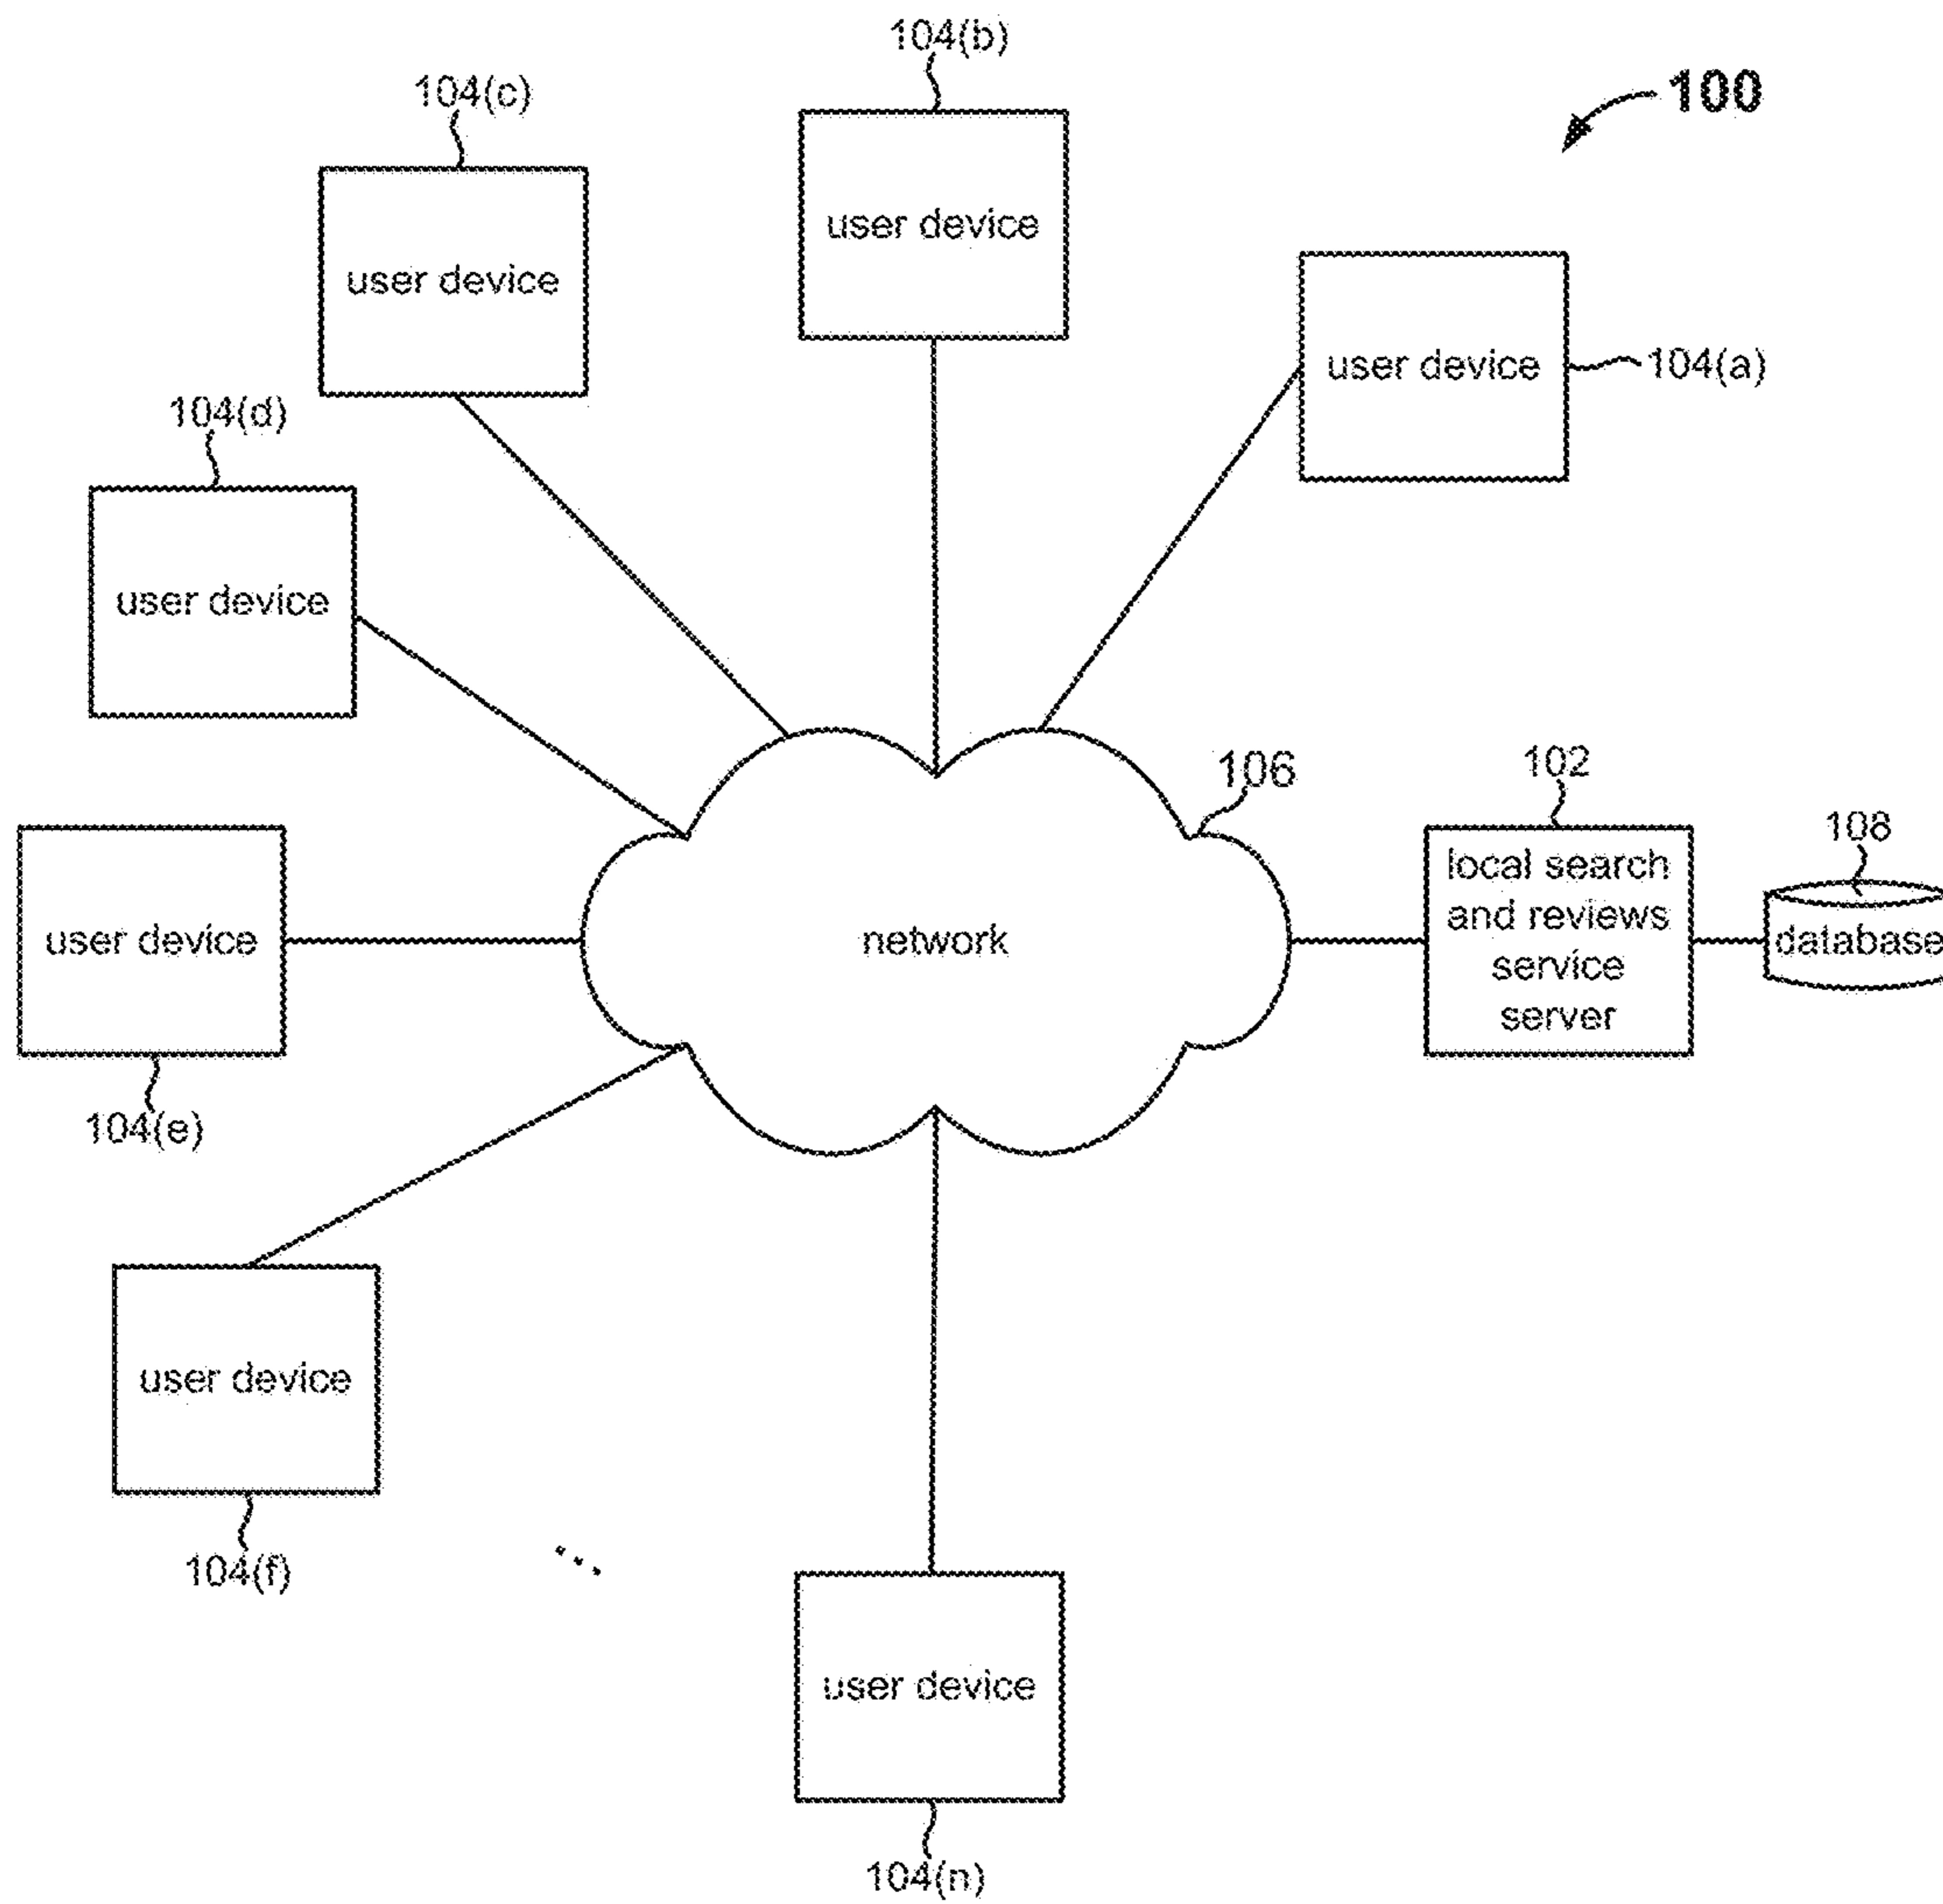 104(b)
100
104(c)
user device
user device
user device
104(a)
104(d)
user device
106
102
108
user device
network
local search
and reviews
service
server
database
104(e)
user device
104(f)
...
user device
104(n)